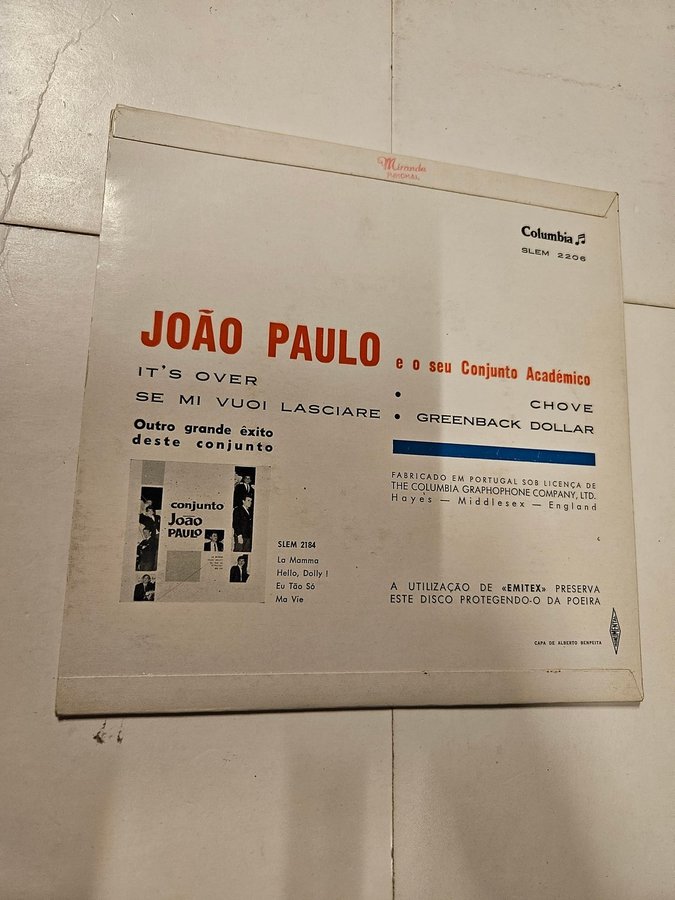 Miranda
FUNCHAL
Columbia
SLEM 2206
JOÃO PAULO e o seu Conjunto Académico
IT'S OVER
SE MI VUOI LASCIARE
• CHOVE
• GREENBACK DOLLAR
Outro grande êxito
deste conjunto
conjunto
João
PAULO
SLEM 2184
La Mamma
Hello, Dolly !
Eu Tão Só
Ma Vie
FABRICADO EM PORTUGAL SOB LICENÇA DE
THE COLUMBIA GRAPHOPHONE COMPANY, LTD.
Hayes — Middlesex — England
A UTILIZAÇÃO DE «EMITEX» PRESERVA
ESTE DISCO PROTEGENDO-O DA POEIRA
CAPA DE ALBERTO BENFEITA